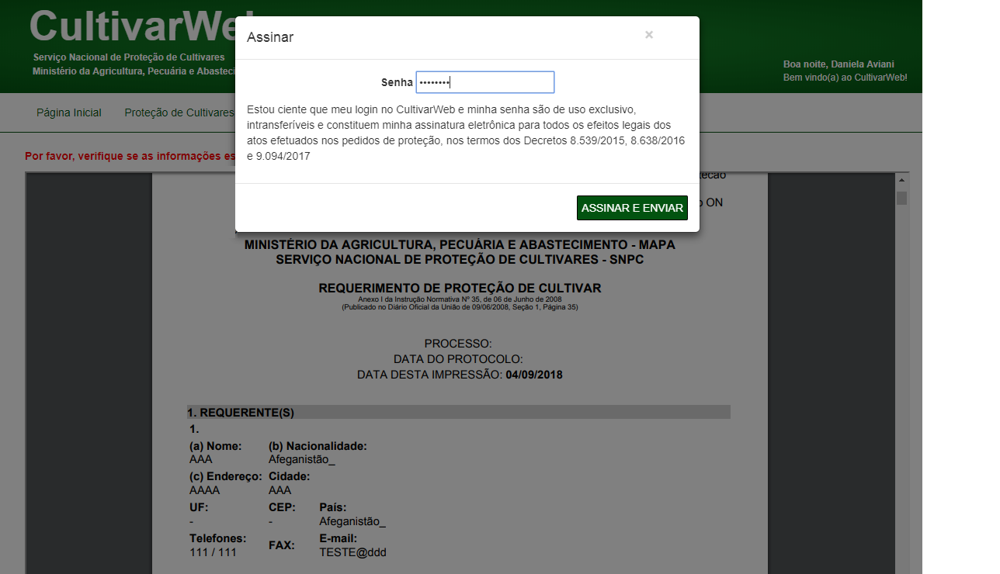 CultivarWe
Serviço Nacional de Proteção de Cultivares
Ministério da Agricultura, Pecuária e Abasteci
Boa noite, Daniela Aviani
Bem vindo(a) ao CultivarWeb!
Página Inicial
Proteção de Cultivares
Por favor, verifique se as informações es
Assinar
×
Senha ••••••••
Estou ciente que meu login no CultivarWeb e minha senha são de uso exclusivo,
intransferíveis e constituem minha assinatura eletrônica para todos os efeitos legais dos
atos efetuados nos pedidos de proteção, nos termos dos Decretos 8.539/2015, 8.638/2016
e 9.094/2017
ASSINAR E ENVIAR
ON
MINISTÉRIO DA AGRICULTURA, PECUÁRIA E ABASTECIMENTO - MAPA
SERVIÇO NACIONAL DE PROTEÇÃO DE CULTIVARES - SNPC
REQUERIMENTO DE PROTEÇÃO DE CULTIVAR
Anexo I da Instrução Normativa Nº 35, de 06 de Junho de 2008
(Publicado no Diário Oficial da União de 09/06/2008, Seção 1, Página 35)
PROCESSO:
DATA DO PROTOCOLO:
DATA DESTA IMPRESSÃO: 04/09/2018
1. REQUERENTE(S)
1.
(a) Nome: (b) Nacionalidade:
AAA Afeganistão_
(c) Endereço: Cidade:
AAAA AAA
UF: CEP: País:
- - Afeganistão_
Telefones: FAX: E-mail:
111 / 111 TESTE@ddd